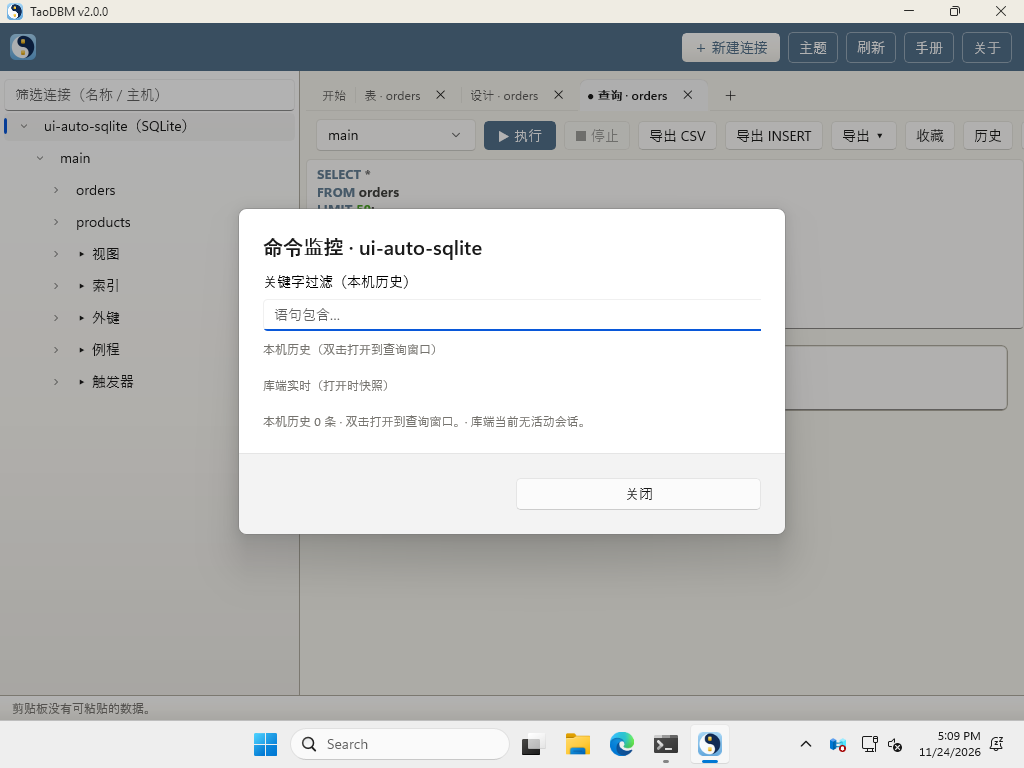 TaoDBM v2.0.0
+ 新建连接
主题
刷新
手册
关于
筛选连接（名称 / 主机）
ui-auto-sqlite（SQLite）
main
orders
products
视图
索引
外键
例程
触发器
开始
表 · orders
设计 · orders
• 查询 · orders
main
执行
停止
导出 CSV
导出 INSERT
导出
收藏
历史
SELECT *
FROM orders
LIMIT 50;
命令监控 · ui-auto-sqlite
关键字过滤（本机历史）
语句包含...
本机历史（双击打开到查询窗口）
库端实时（打开时快照）
本机历史 0 条 · 双击打开到查询窗口。· 库端当前无活动会话。
关闭
剪贴板没有可粘贴的数据。
Search
5:09 PM
11/24/2026